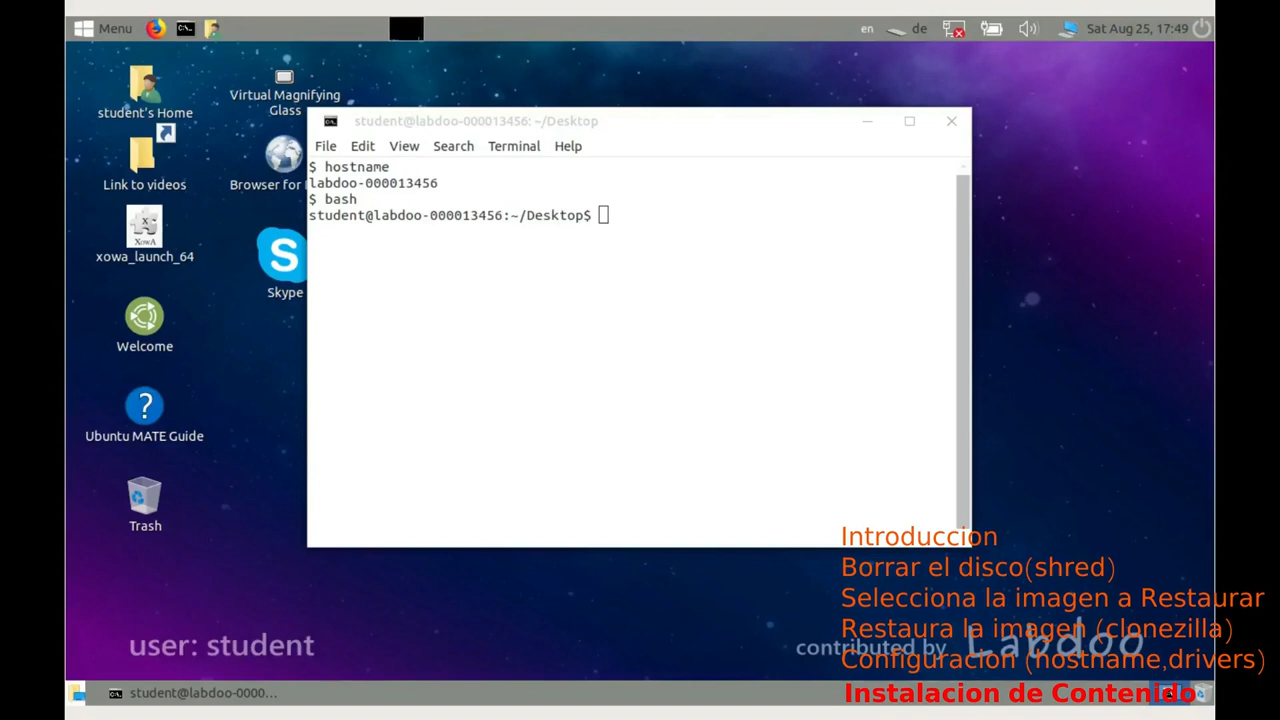 Menu
en
de
Sat Aug 25, 17:49
student's Home
Virtual Magnifying
Glass
Link to videos
Browser for
XOWA
xowa_launch_64
Skype
Welcome
Ubuntu MATE Guide
Trash
student@labdoo-000013456: ~/Desktop
File Edit View Search Terminal Help
$ hostname
labdoo-000013456
$ bash
student@labdoo-000013456:~/Desktop$
Introduccion
Borrar el disco(shred)
Selecciona la imagen a Restaurar
Restaura la imagen (clonezilla)
Configuracion (hostname,drivers)
Instalacion de Contenido
user: student
contributed by Labdoo
student@labdoo-0000...